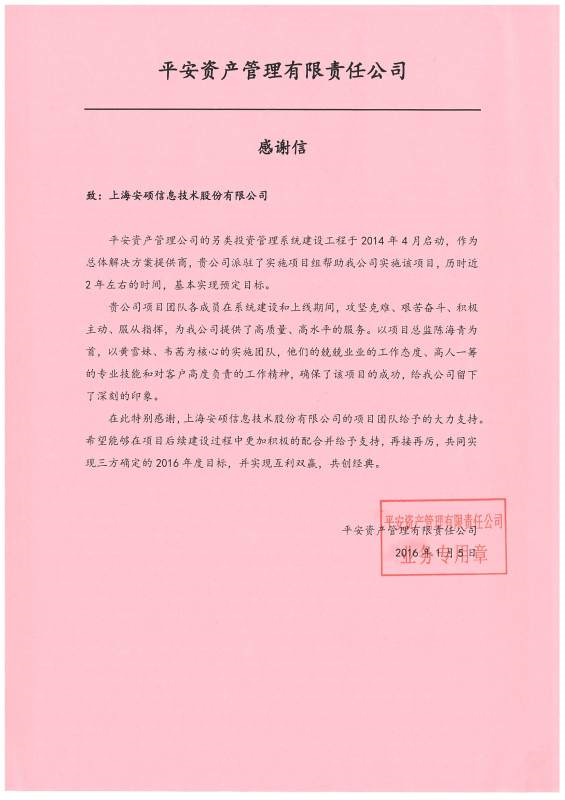 平安资产管理有限责任公司
感谢信
致：上海安硕信息技术股份有限公司
平安资产管理公司的另类投资管理系统建设工程于 2014 年 4 月启动，作为
总体解决方案提供商，贵公司派驻了实施项目组帮助我公司实施该项目，历时近
2 年左右的时间，基本实现预定目标。
贵公司项目团队各成员在系统建设和上线期间，攻坚克难、艰苦奋斗、积极
主动、服从指挥，为我公司提供了高质量、高水平的服务。以项目总监陈海青为
首，以黄雪妹、韦茜为核心的实施团队，他们的兢兢业业的工作态度、高人一筹
的专业技能和对客户高度负责的工作精神，确保了该项目的成功，给我公司留下
了深刻的印象。
在此特别感谢，上海安硕信息技术股份有限公司的项目团队给予的大力支持。
希望能够在项目后续建设过程中更加积极的配合并给予支持，再接再厉，共同实
现三方确定的 2016 年度目标，并实现互利双赢，共创经典。
平安资产管理有限责任公司
2016 年 1 月 5 日
平安资产管理有限责任公司
业务专用章